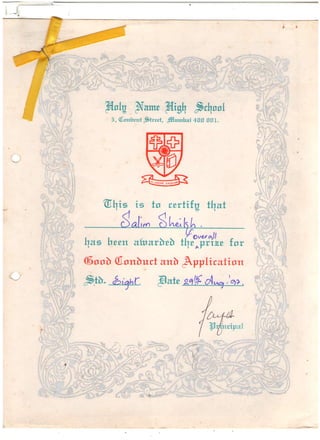 Holy Name High School
5, Convent Street, Mumbai 400 001.
This is to certify that
Salim Sheikh
has been awarded the overall prize for
Good Conduct and Application
Std. Eight Date 29th Aug. '97.
Principal